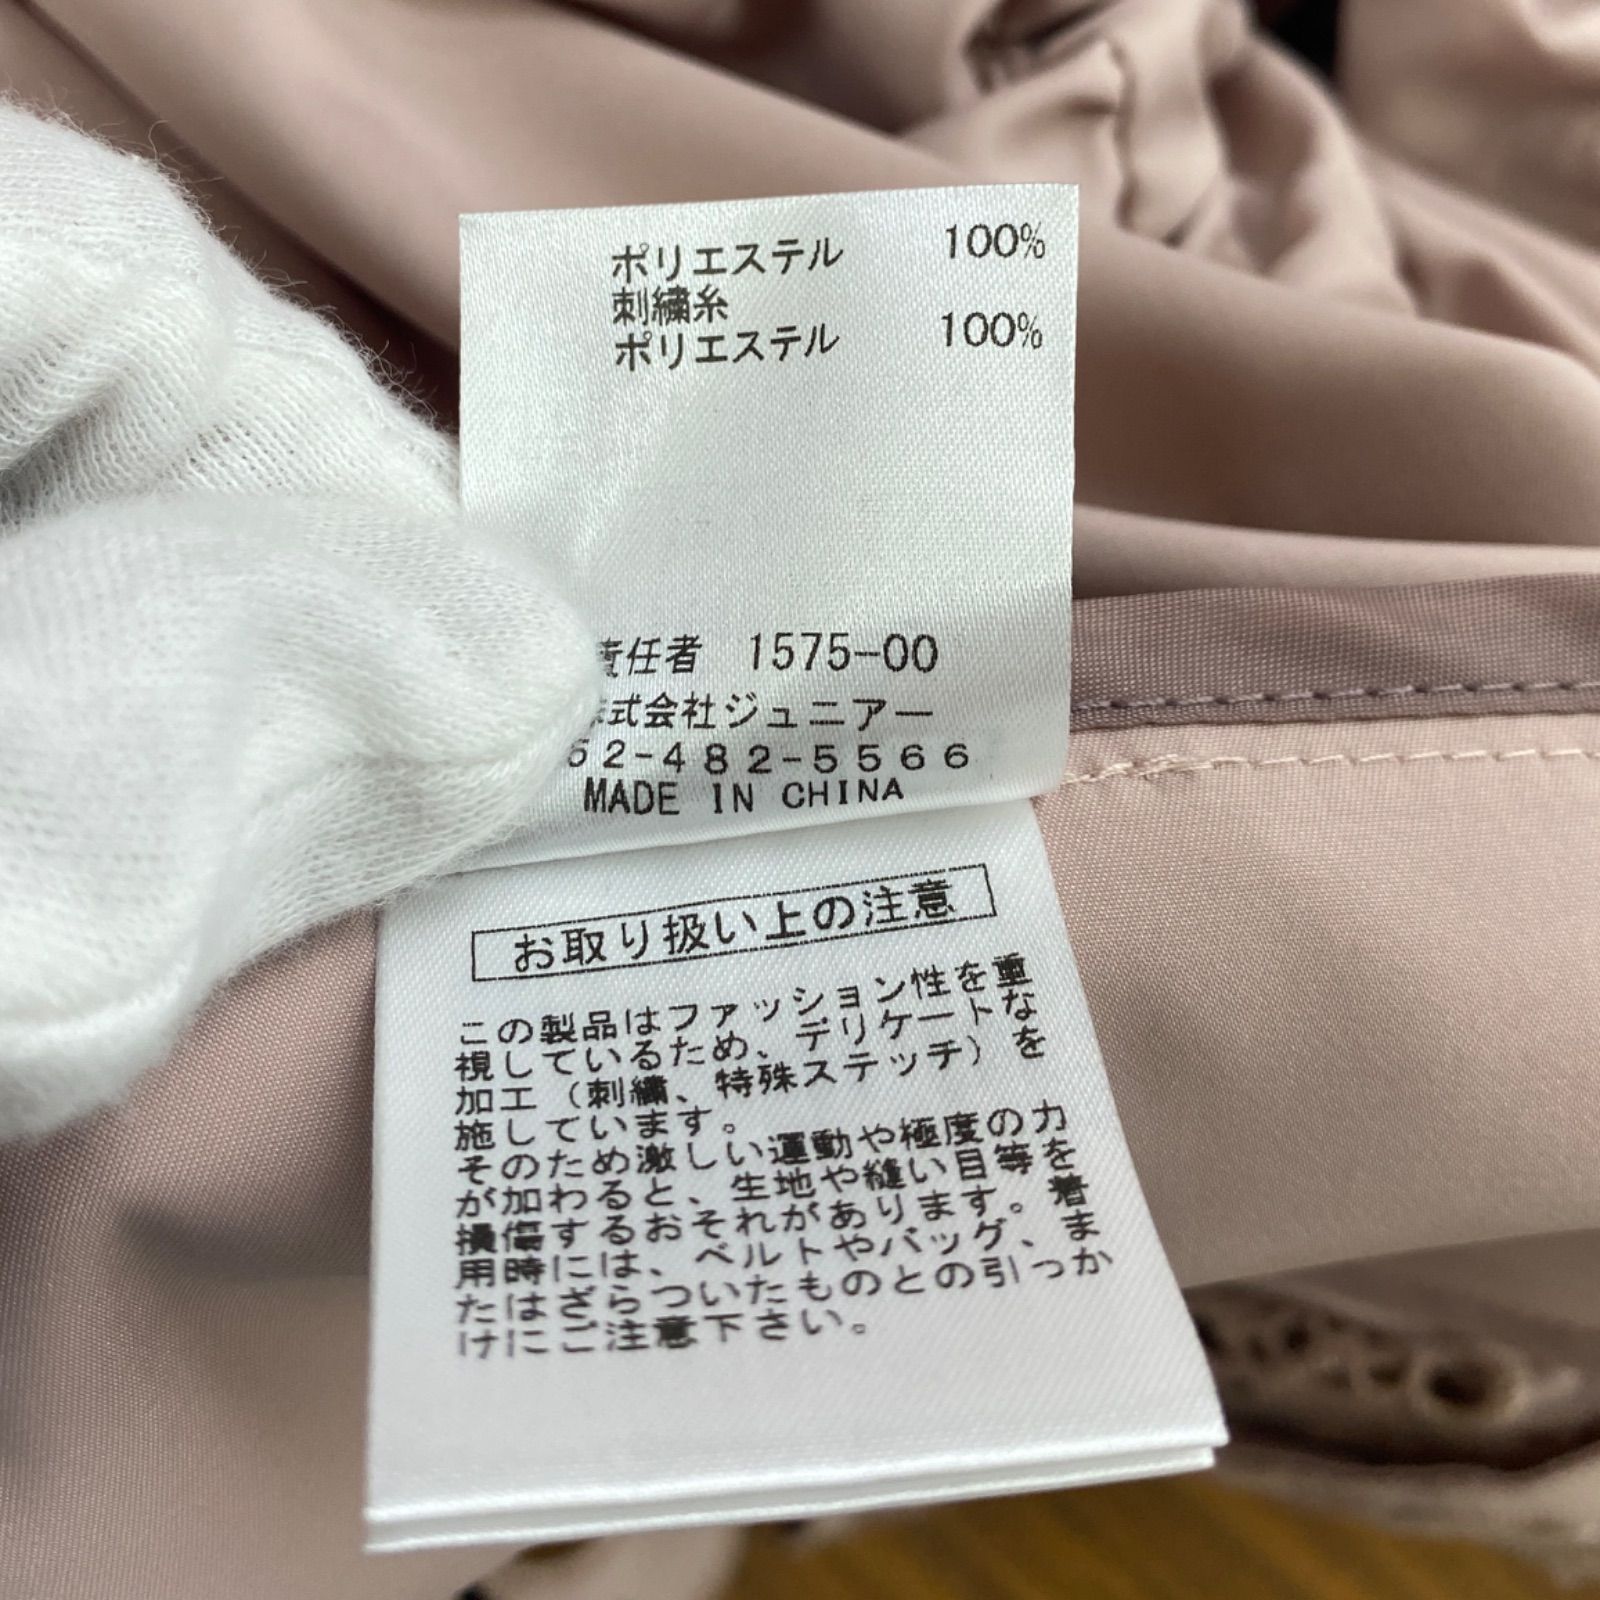 ポリエステル 100%
刺繍糸
ポリエステル 100%
責任者 1575-00
株式会社ジュニアー
52-482-5566
MADE IN CHINA
お取り扱い上の注意
この製品はファッション性を重
視しているため、デリケートな
加工（刺繍、特殊ステッチ）を
施しています。
そのため激しい運動や極度の力
が加わると、生地や縫い目等を
損傷するおそれがあります。着
用時には、ベルトやバッグ、ま
たはざらついたものとの引っか
けにご注意下さい。